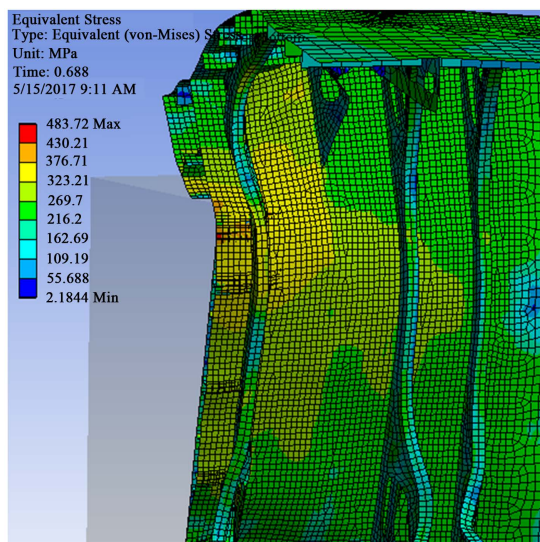 Equivalent Stress
Type: Equivalent (von-Mises)
Unit: MPa
Time: 0.688
5/15/2017 9:11 AM
483.72 Max
430.21
376.71
323.21
269.7
216.2
162.69
109.19
55.688
2.1844 Min